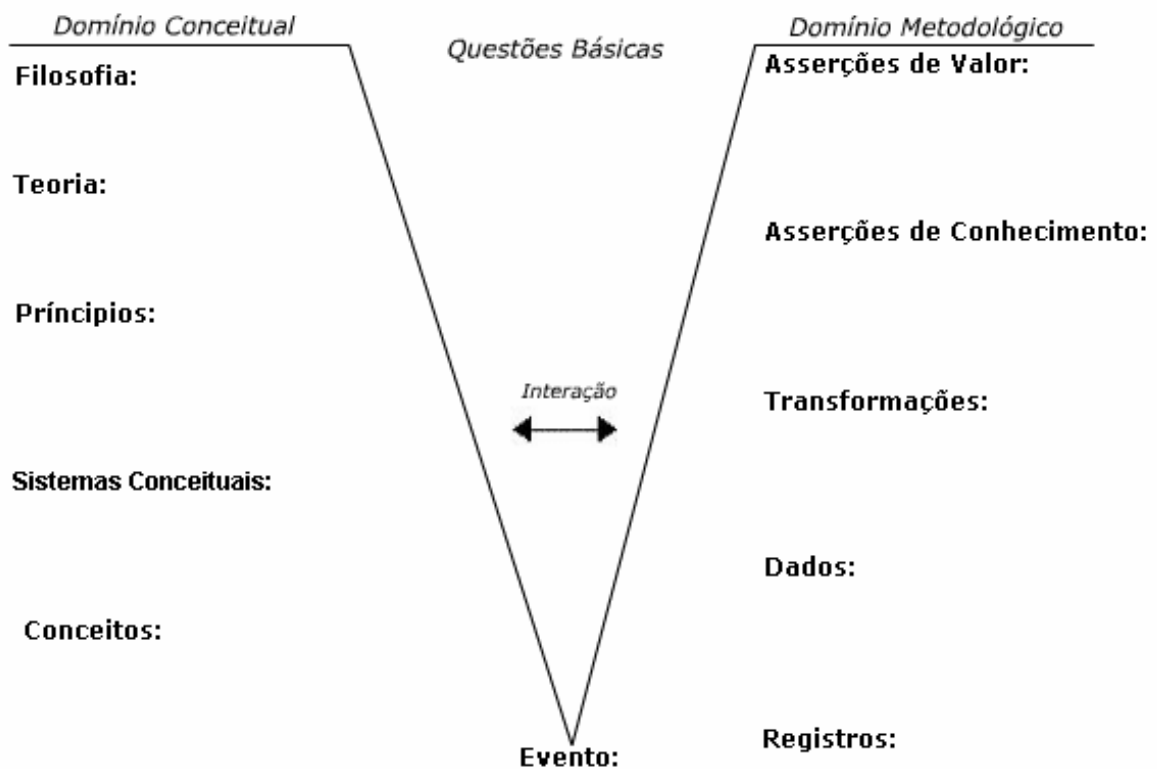 Domínio Conceitual
Questões Básicas
Domínio Metodológico
Filosofia:
Teoria:
Príncipios:
Sistemas Conceituais:
Conceitos:
Interação
Evento:
Asserções de Valor:
Asserções de Conhecimento:
Transformações:
Dados:
Registros: